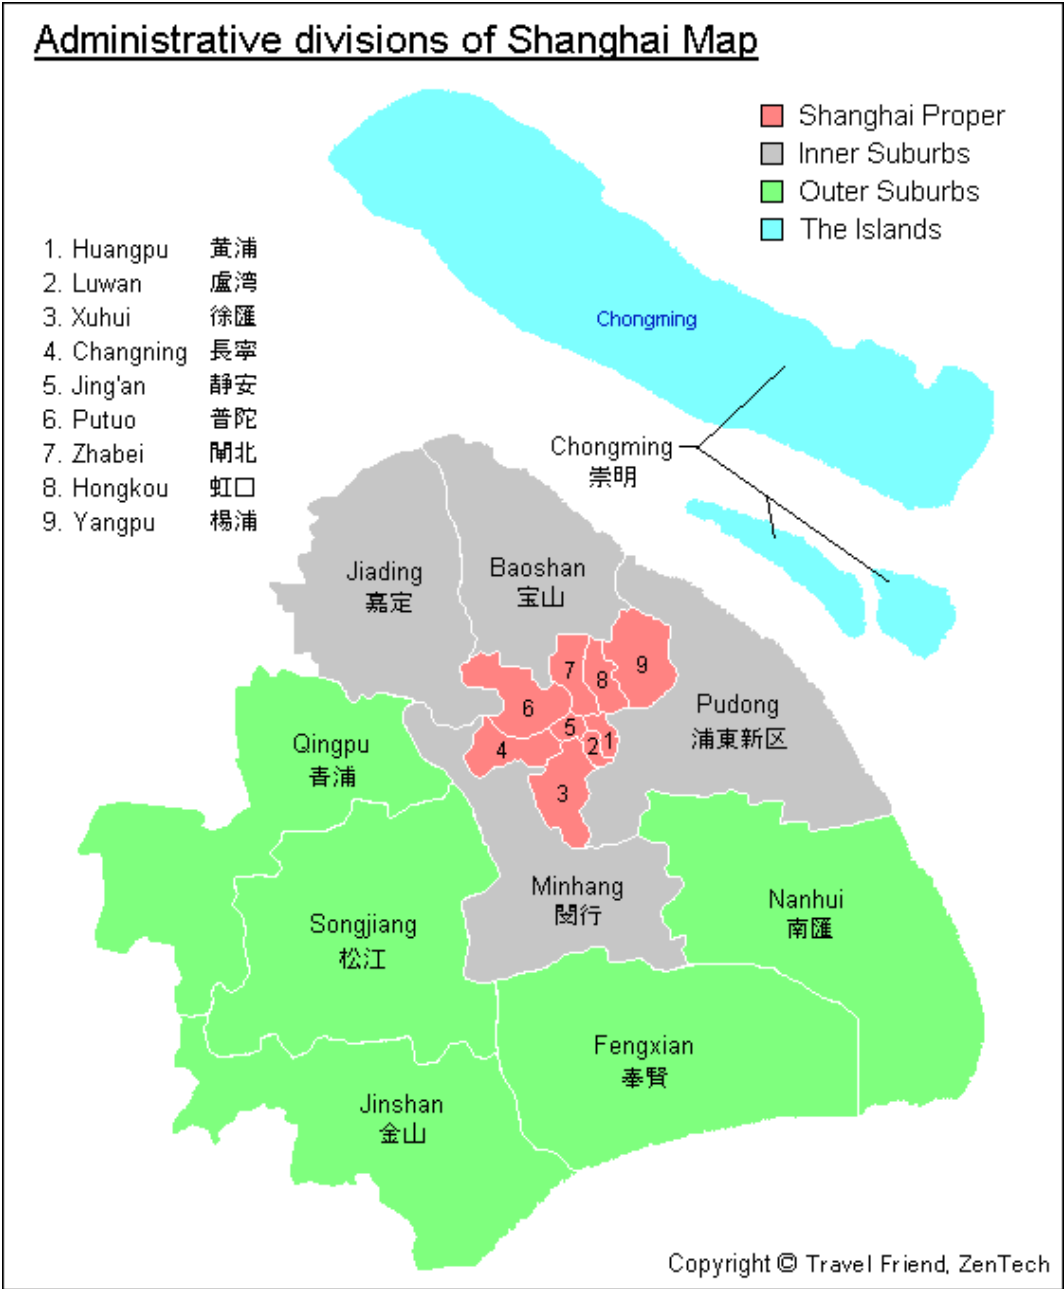 Administrative divisions of Shanghai Map
Shanghai Proper
Inner Suburbs
Outer Suburbs
The Islands
1. Huangpu 黄浦
2. Luwan 盧湾
3. Xuhui 徐匯
4. Changning 長寧
5. Jing'an 靜安
6. Putuo 普陀
7. Zhabei 閘北
8. Hongkou 虹口
9. Yangpu 楊浦
Chongming
Chongming
崇明
Jiading
嘉定
Baoshan
宝山
7
8
9
6
5
4
2
1
3
Pudong
浦東新区
Qingpu
青浦
Minhang
閔行
Nanhui
南匯
Songjiang
松江
Fengxian
奉賢
Jinshan
金山
Copyright © Travel Friend, ZenTech